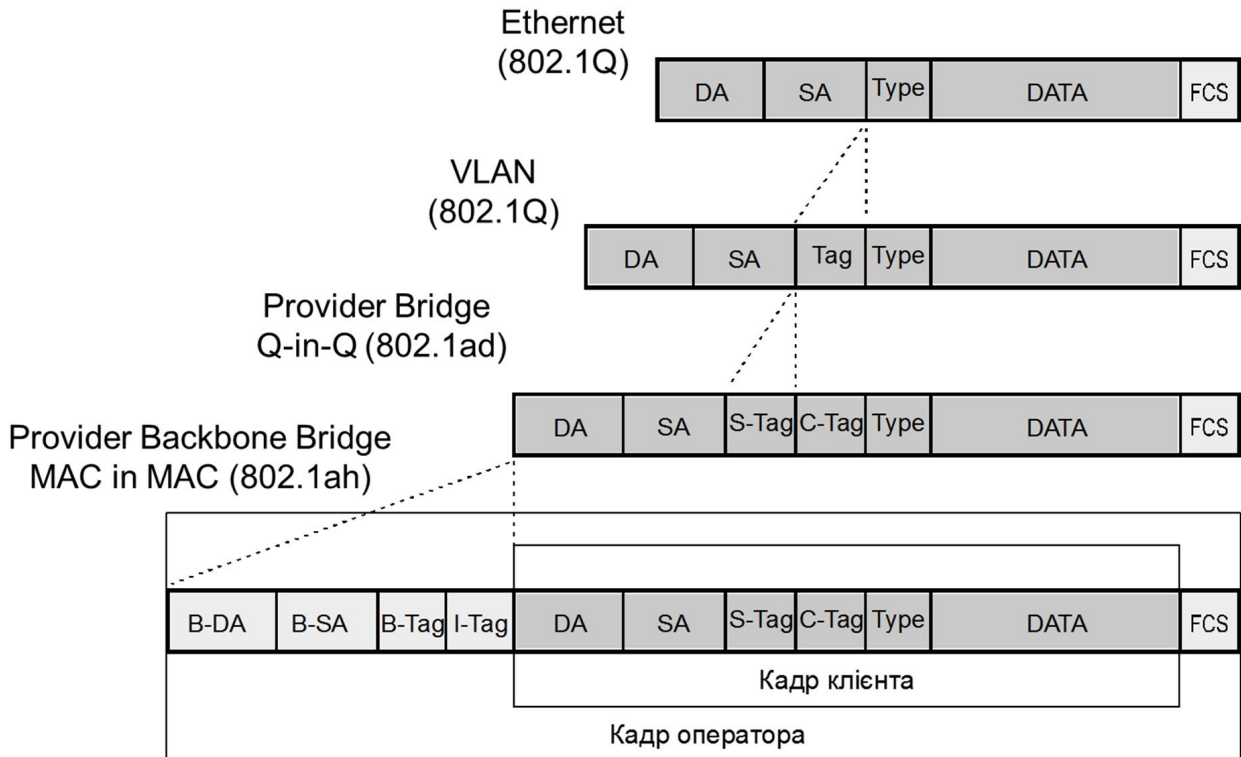 Ethernet
(802.1Q)
DA SA Type DATA FCS
VLAN
(802.1Q)
DA SA Tag Type DATA FCS
Provider Bridge
Q-in-Q (802.1ad)
DA SA S-Tag C-Tag Type DATA FCS
Provider Backbone Bridge
MAC in MAC (802.1ah)
B-DA B-SA B-Tag I-Tag DA SA S-Tag C-Tag Type DATA FCS
Кадр клієнта
Кадр оператора